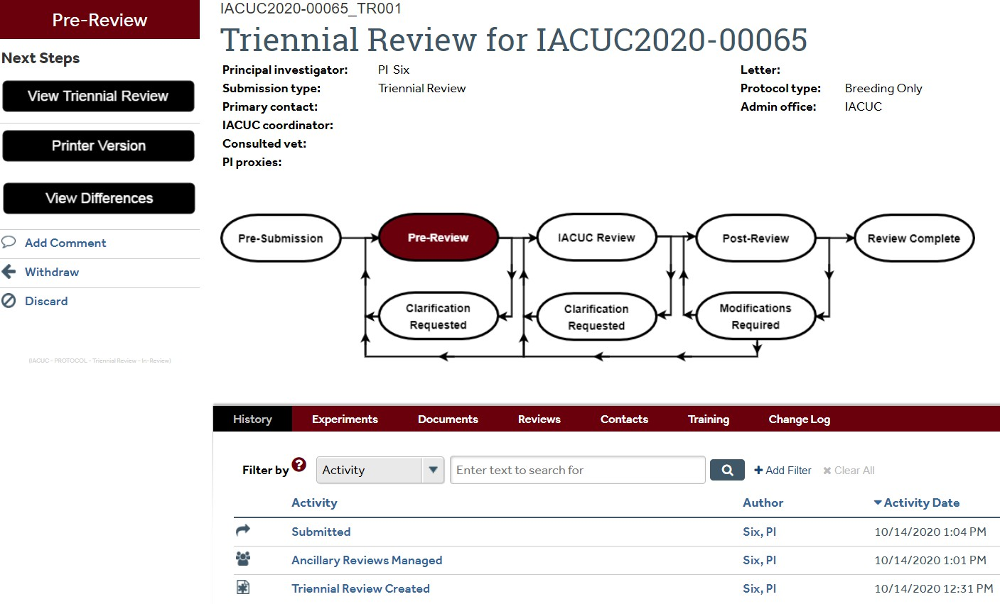 Pre-Review
Next Steps
View Triennial Review
Printer Version
View Differences
Add Comment
Withdraw
Discard
(IACUC - PROTOCOL - Triennial Review - In-Review)
IACUC2020-00065_TR001
Triennial Review for IACUC2020-00065
Principal investigator: PI Six
Submission type: Triennial Review
Primary contact:
IACUC coordinator:
Consulted vet:
PI proxies:
Letter:
Protocol type: Breeding Only
Admin office: IACUC
Pre-Submission
Pre-Review
IACUC Review
Post-Review
Review Complete
Clarification
Requested
Clarification
Requested
Modifications
Required
History Experiments Documents Reviews Contacts Training Change Log
Filter by ? Activity Enter text to search for Add Filter Clear All
Activity Author Activity Date
Submitted Six, PI 10/14/2020 1:04 PM
Ancillary Reviews Managed Six, PI 10/14/2020 1:01 PM
Triennial Review Created Six, PI 10/14/2020 12:31 PM